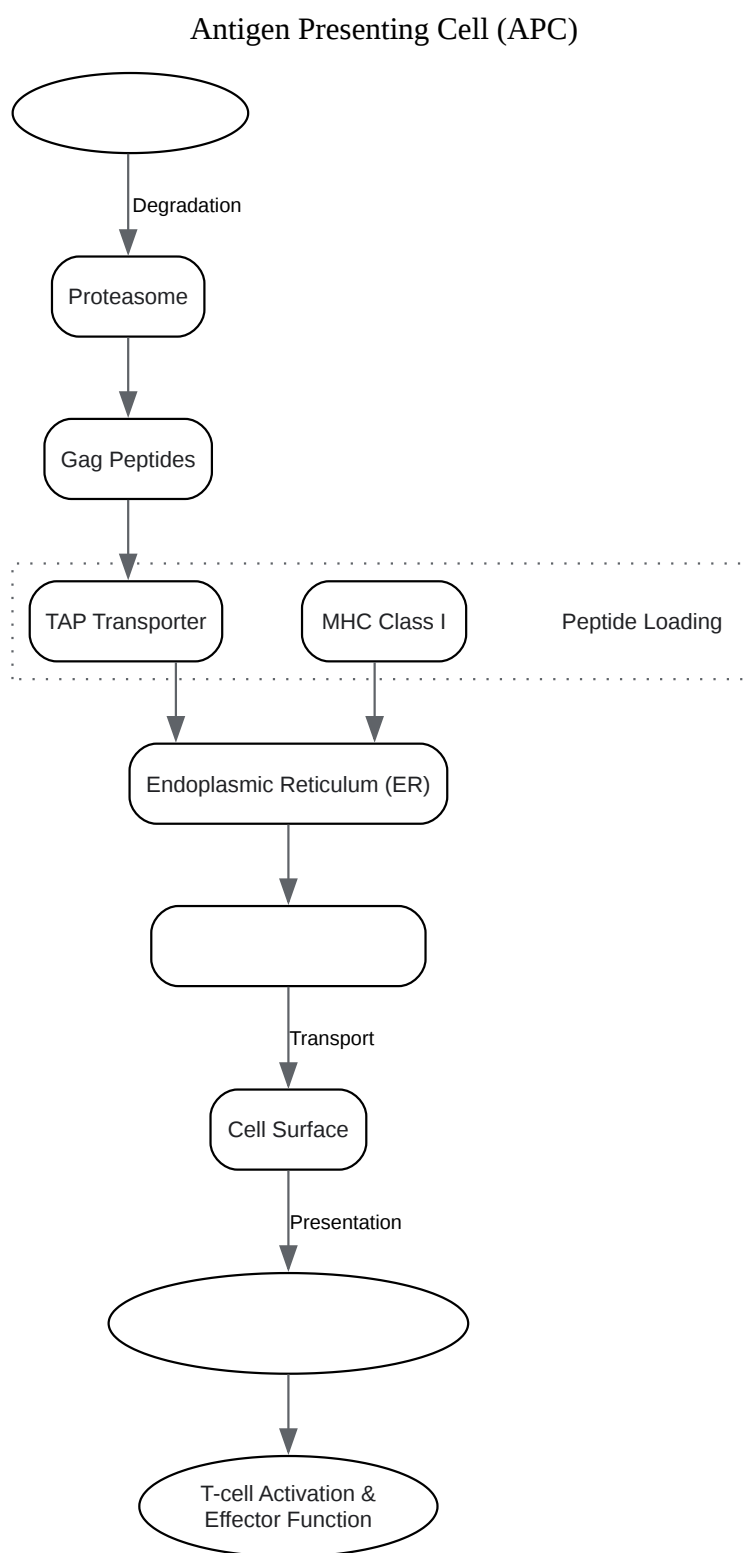 Antigen Presenting Cell (APC)
Degradation
Proteasome
Gag Peptides
TAP Transporter
MHC Class I
Peptide Loading
Endoplasmic Reticulum (ER)
Transport
Cell Surface
Presentation
T-cell Activation &
Effector Function